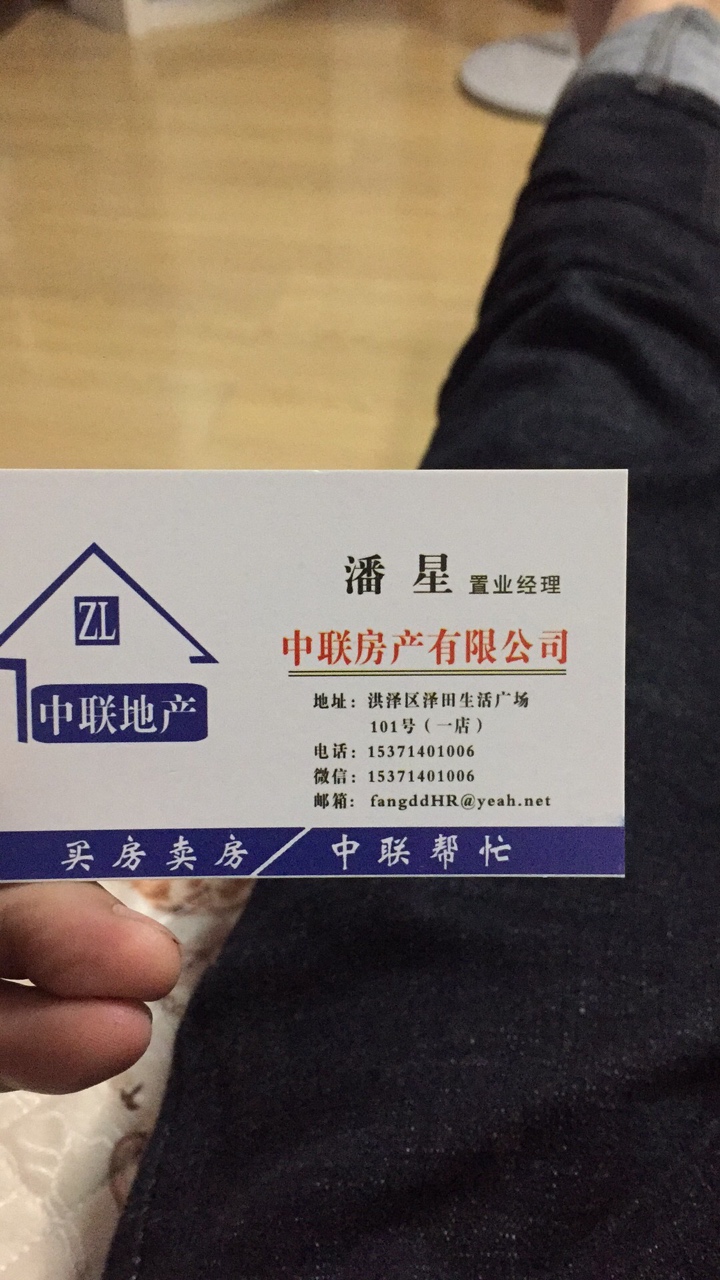 ZL
中联地产
潘 星 置业经理
中联房产有限公司
地址：洪泽区泽田生活广场
101号（一店）
电话：15371401006
微信：15371401006
邮箱： fangddHR@yeah.net
买房卖房/中联帮忙